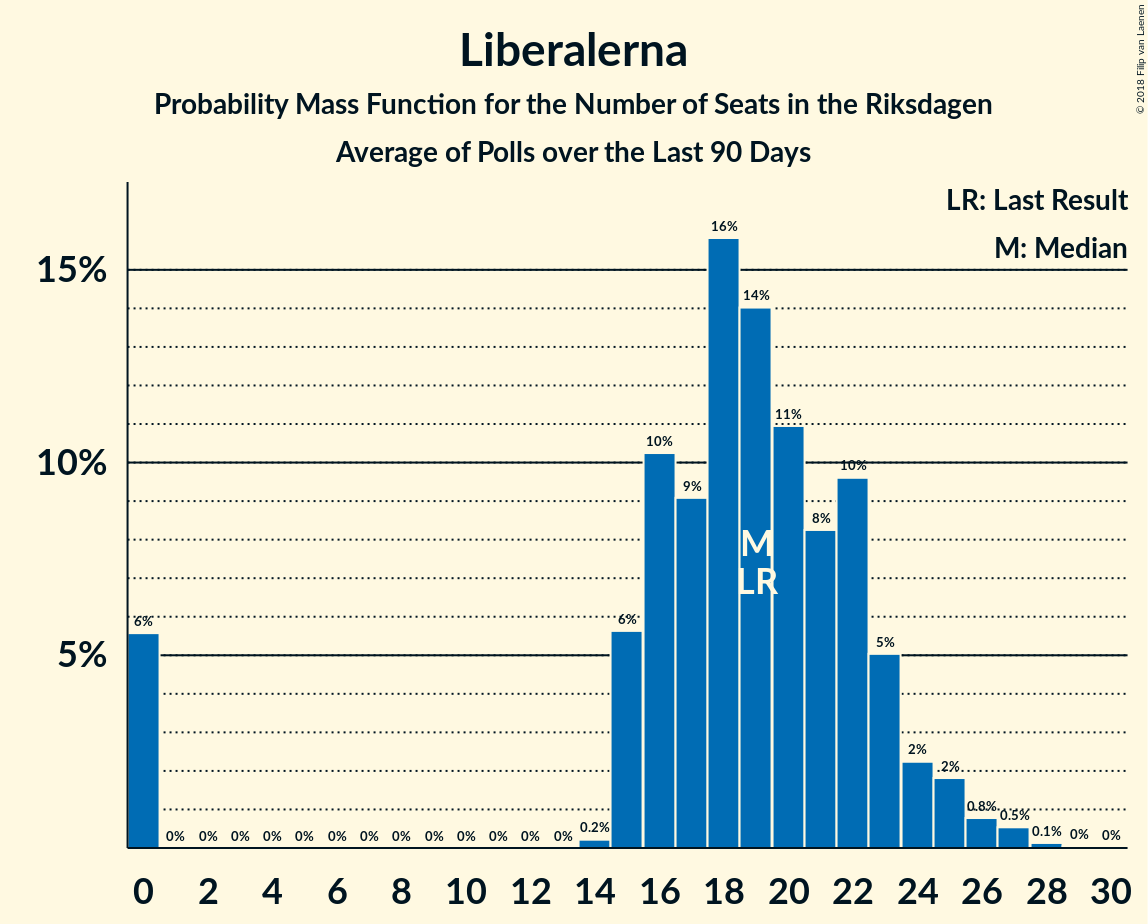 Liberalerna
Probability Mass Function for the Number of Seats in the Riksdagen
Average of Polls over the Last 90 Days
© 2018 Filip van Laenen
LR: Last Result
M: Median
15%
10%
5%
6% 0% 0% 0% 0% 0% 0% 0% 0% 0% 0% 0% 0% 0% 0.2% 6% 10% 9% 16% 14% 11% 8% 10% 5% 2% 2% 0.8% 0.5% 0.1% 0% 0%
M
LR
0 2 4 6 8 10 12 14 16 18 20 22 24 26 28 30